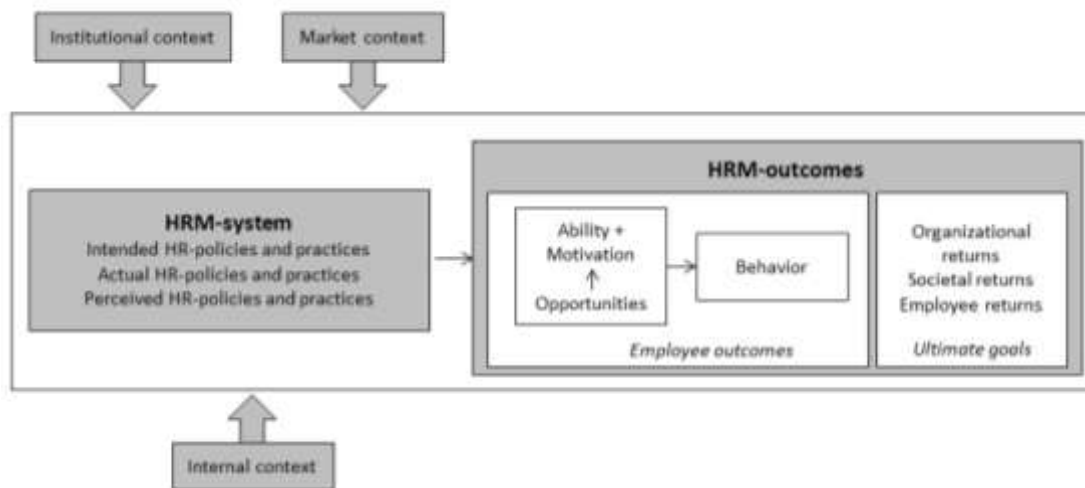 Institutional context
Market context
HRM-outcomes
HRM-system
Intended HR-policies and practices
Actual HR-policies and practices
Perceived HR-policies and practices
Ability +
Motivation
Opportunities
Behavior
Employee outcomes
Organizational
returns
Societal returns
Employee returns
Ultimate goals
Internal context